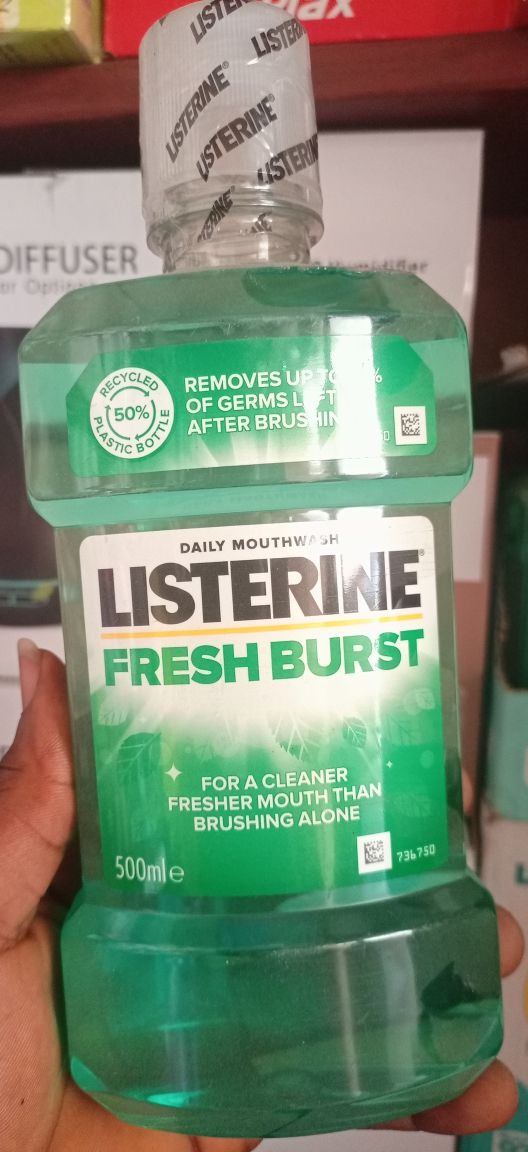 LISTERINE®
LISTERINE®
LISTERINE
DIFFUSER
RECYCLED
50%
PLASTIC BOTTLE
REMOVES UP TO
OF GERMS LEFT
AFTER BRUSHING
DAILY MOUTHWASH
LISTERINE®
FRESH BURST
FOR A CLEANER
FRESHER MOUTH THAN
BRUSHING ALONE
500ml e
736750